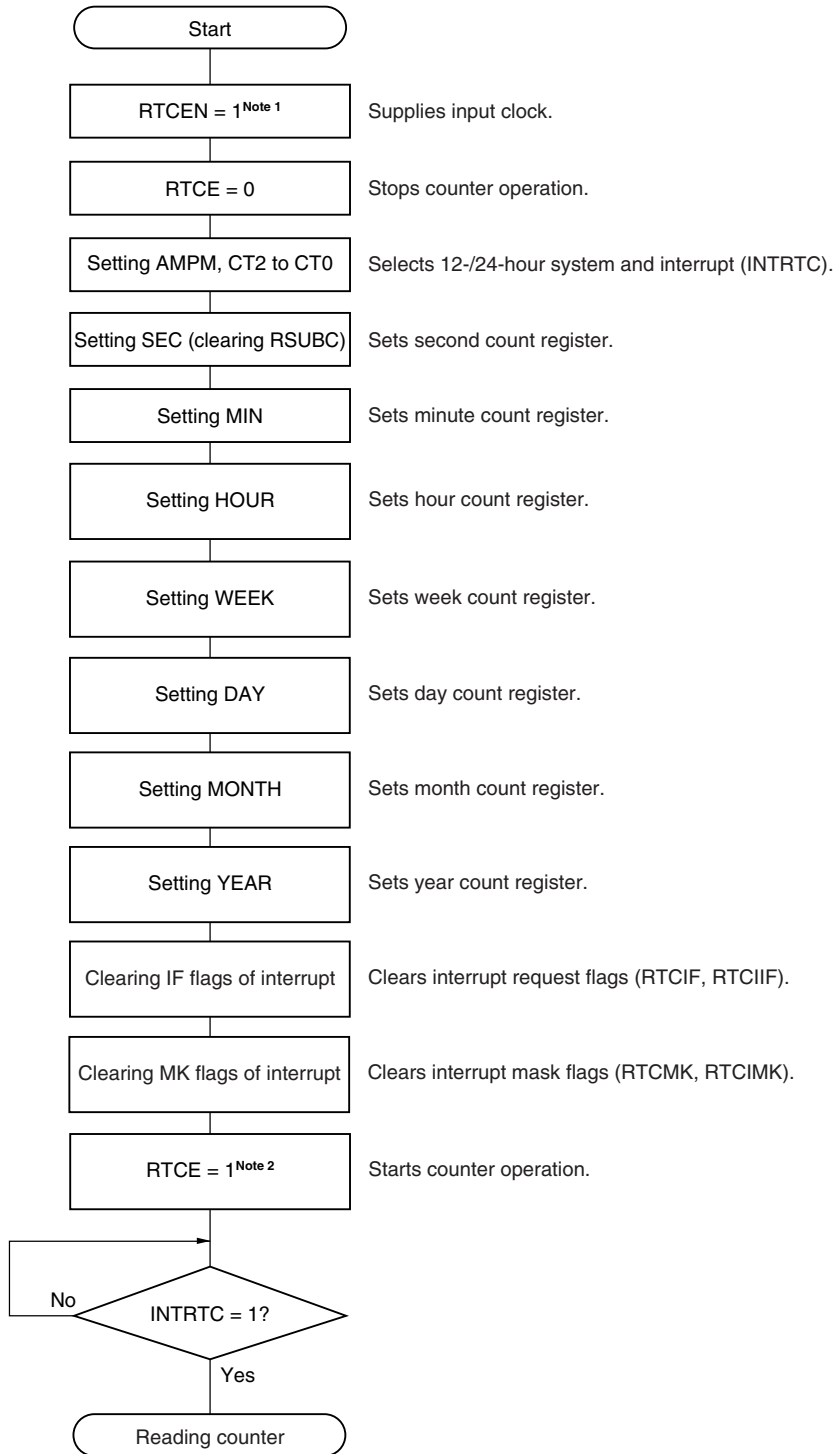 Start
RTCEN = 1Note 1
Supplies input clock.
RTCE = 0
Stops counter operation.
Setting AMPM, CT2 to CT0
Selects 12-/24-hour system and interrupt (INTRTC).
Setting SEC (clearing RSUBC)
Sets second count register.
Setting MIN
Sets minute count register.
Setting HOUR
Sets hour count register.
Setting WEEK
Sets week count register.
Setting DAY
Sets day count register.
Setting MONTH
Sets month count register.
Setting YEAR
Sets year count register.
Clearing IF flags of interrupt
Clears interrupt request flags (RTCIF, RTCIIF).
Clearing MK flags of interrupt
Clears interrupt mask flags (RTCMK, RTCIMK).
RTCE = 1Note 2
Starts counter operation.
No
INTRTC = 1?
Yes
Reading counter